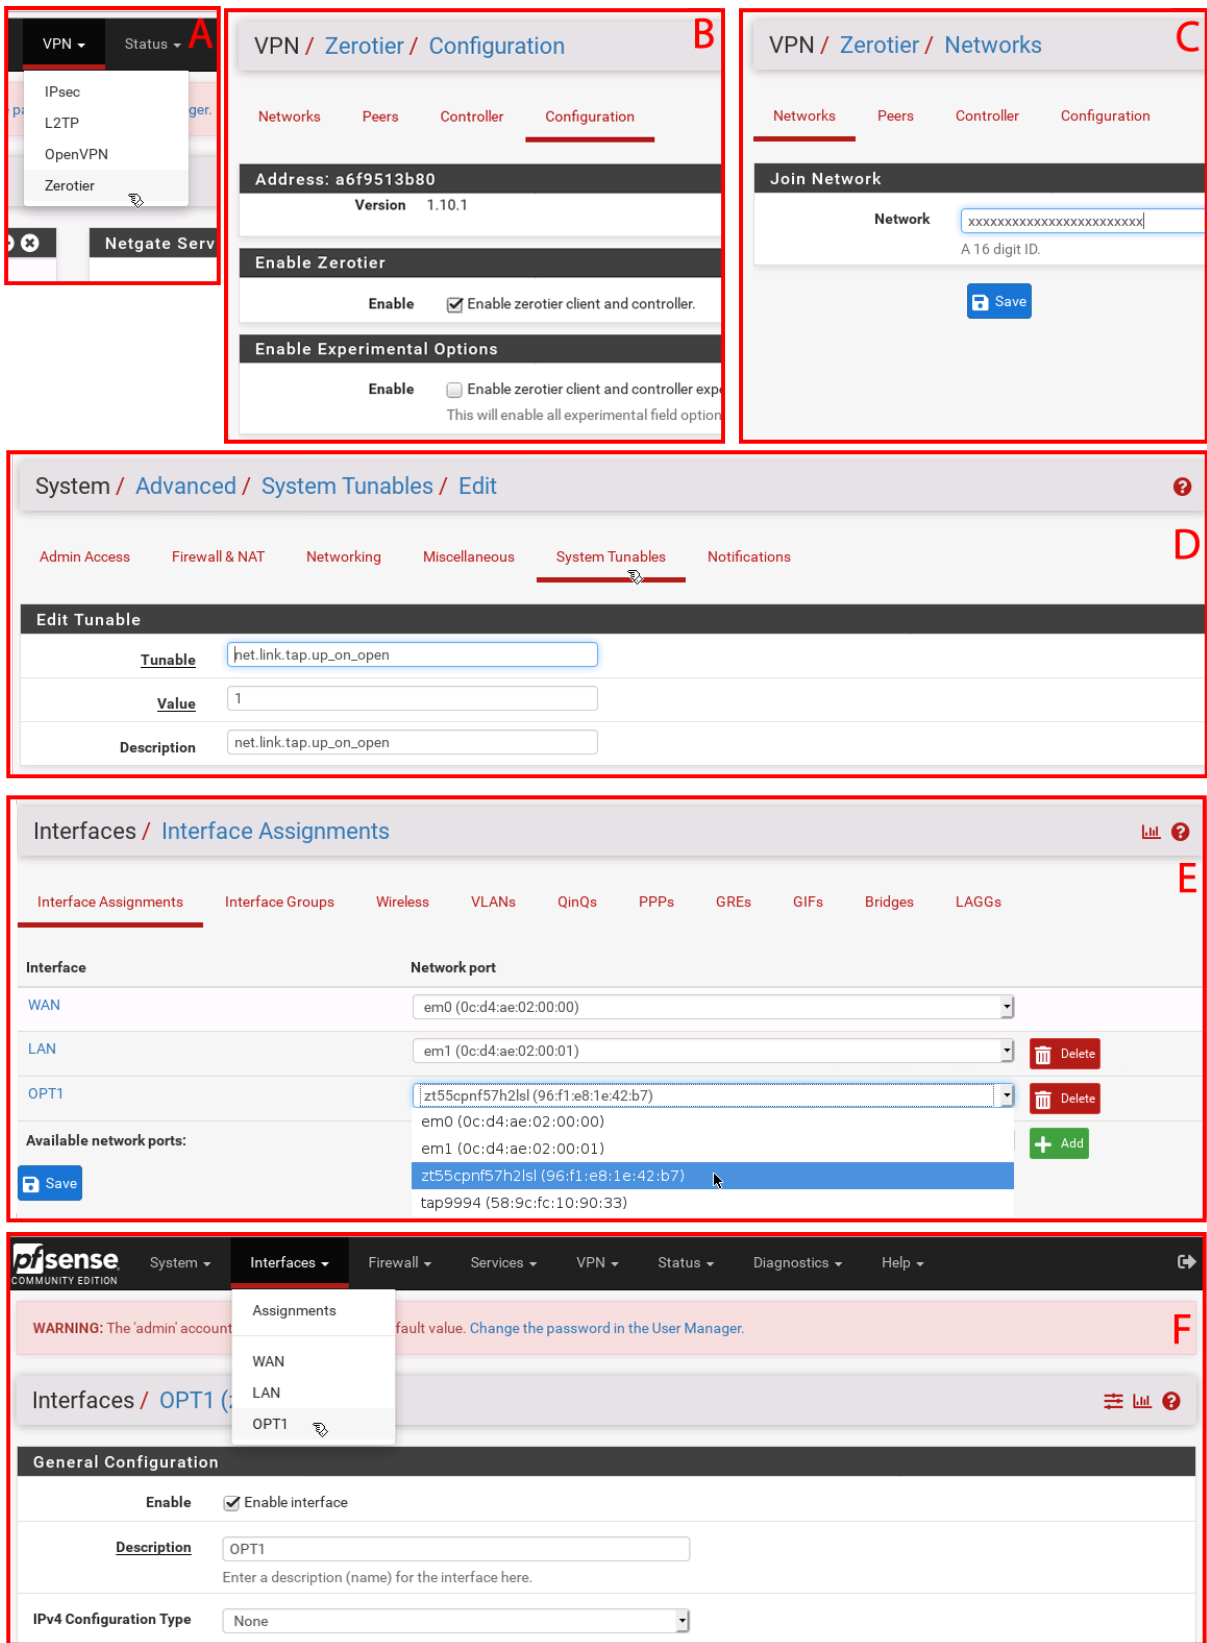 VPN Status A
IPsec
L2TP
OpenVPN
Zerotier
ger.
Netgate Serv
VPN / Zerotier / Configuration B
Networks Peers Controller Configuration
Address: a6f9513b80
Version 1.10.1
Enable Zerotier
Enable Enable zerotier client and controller.
Enable Experimental Options
Enable Enable zerotier client and controller expe
This will enable all experimental field option
VPN / Zerotier / Networks C
Networks Peers Controller Configuration
Join Network
Network xxxxxxxxxxxxxxxxxxxxxxxx
A 16 digit ID.
Save
System / Advanced / System Tunables / Edit
D
Admin Access Firewall & NAT Networking Miscellaneous System Tunables Notifications
Edit Tunable
Tunable net.link.tap.up_on_open
Value 1
Description net.link.tap.up_on_open
Interfaces / Interface Assignments
E
Interface Assignments Interface Groups Wireless VLANs QinQs PPPs GREs GIFs Bridges LAGGs
Interface Network port
WAN em0 (0c:d4:ae:02:00:00)
LAN em1 (0c:d4:ae:02:00:01) Delete
OPT1 zt55cpnf57h2lsl (96:f1:e8:1e:42:b7) Delete
em0 (0c:d4:ae:02:00:00)
Available network ports: em1 (0c:d4:ae:02:00:01) Add
Save zt55cpnf57h2lsl (96:f1:e8:1e:42:b7)
tap9994 (58:9c:fc:10:90:33)
pfsense System Interfaces Firewall Services VPN Status Diagnostics Help
COMMUNITY EDITION
Assignments
WARNING: The 'admin' account fault value. Change the password in the User Manager. F
WAN
LAN
Interfaces / OPT1 (
OPT1
General Configuration
Enable Enable interface
Description OPT1
Enter a description (name) for the interface here.
IPv4 Configuration Type None